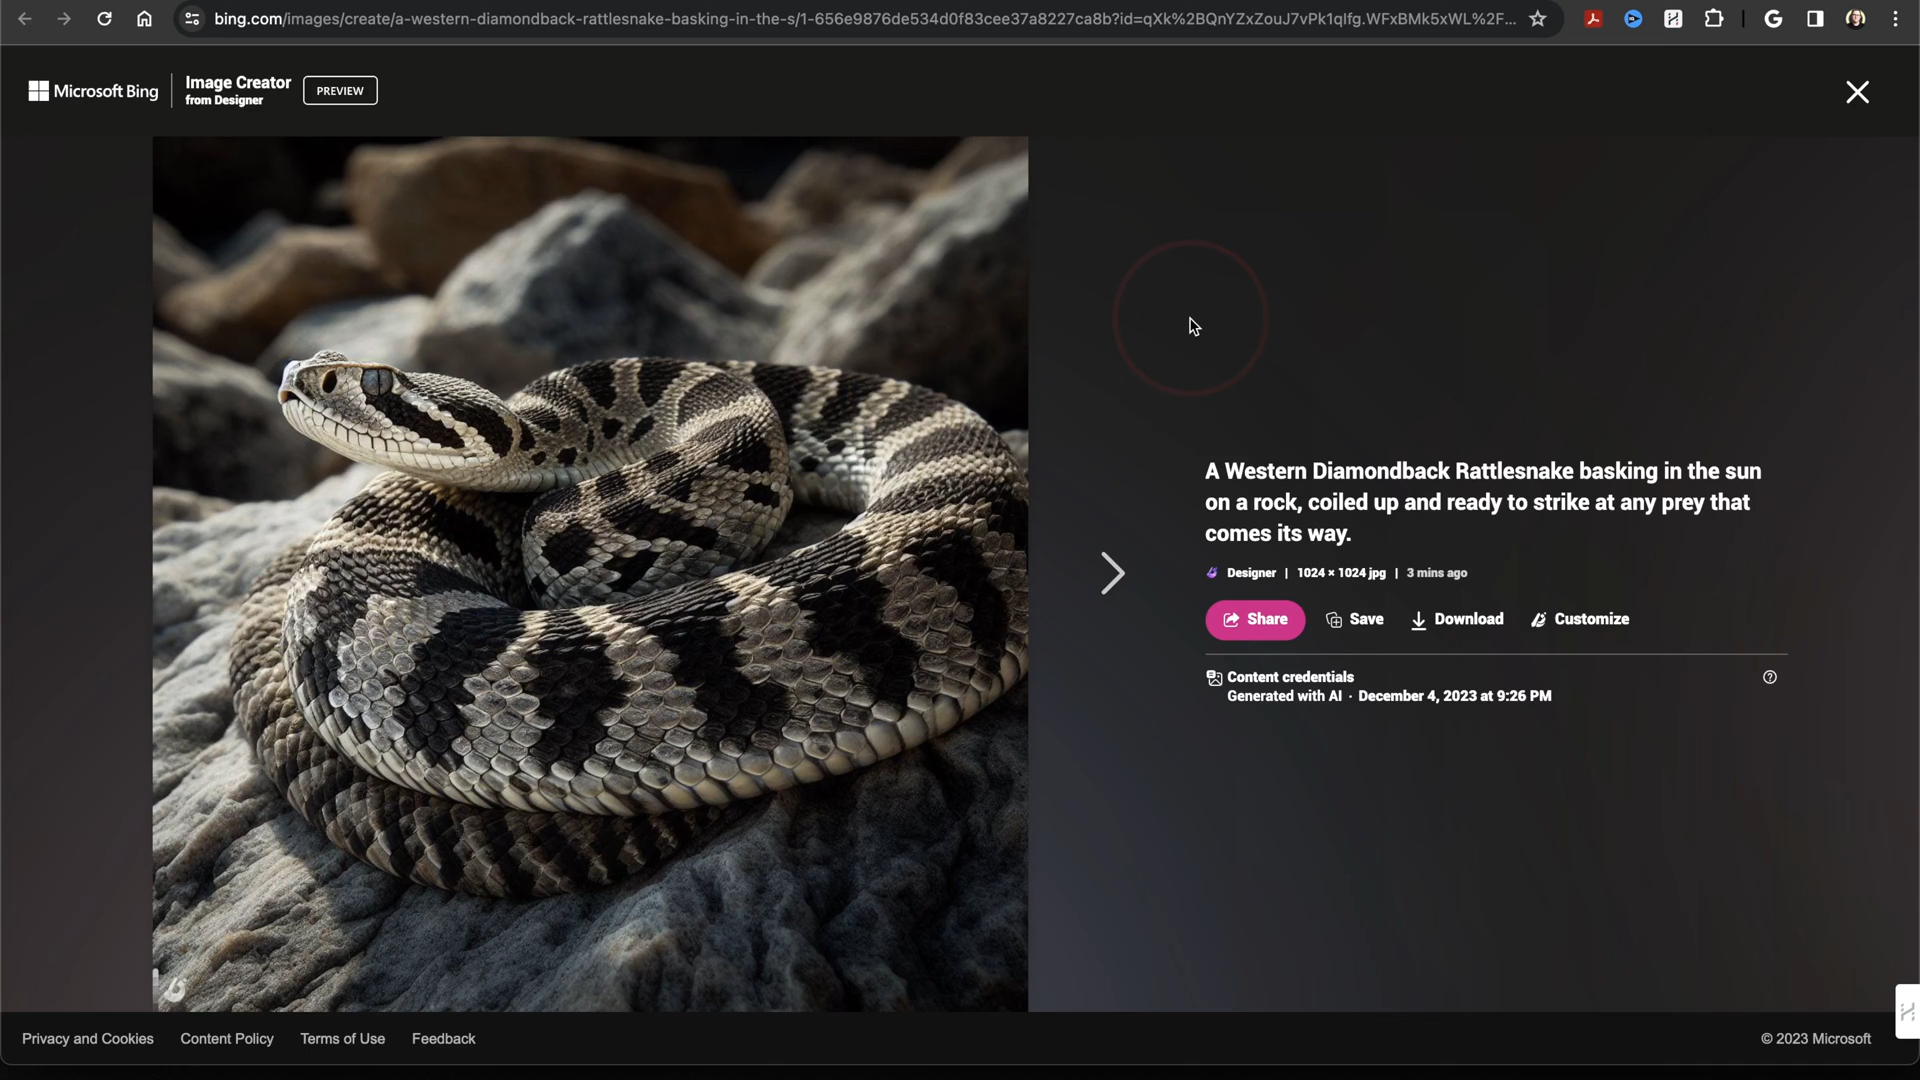 bing.com/images/create/a-western-diamondback-rattlesnake-basking-in-the-s/1-656e9876de534d0f83cee37a8227ca8b?id=qXk%2BQnYZxZouJ7vPk1qIfg.WFxBMk5xWL%2F...
Microsoft Bing
Image Creator
from Designer
PREVIEW
A Western Diamondback Rattlesnake basking in the sun
on a rock, coiled up and ready to strike at any prey that
comes its way.
Designer | 1024 × 1024 jpg | 3 mins ago
Share Save Download Customize
Content credentials
Generated with AI · December 4, 2023 at 9:26 PM
Privacy and Cookies Content Policy Terms of Use Feedback
© 2023 Microsoft